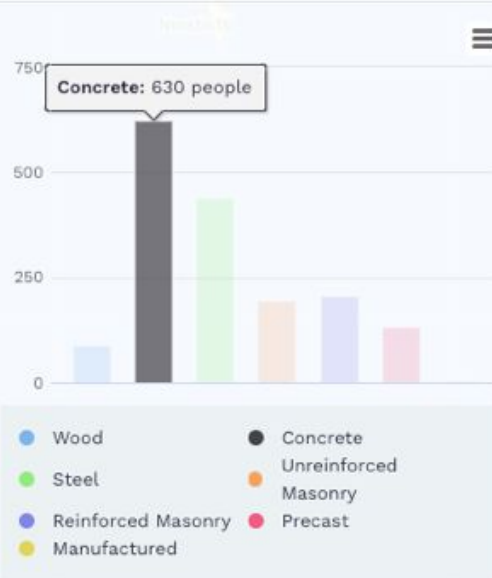 750
Concrete: 630 people
500
250
0
Wood
Concrete
Steel
Unreinforced
Masonry
Reinforced Masonry
Precast
Manufactured